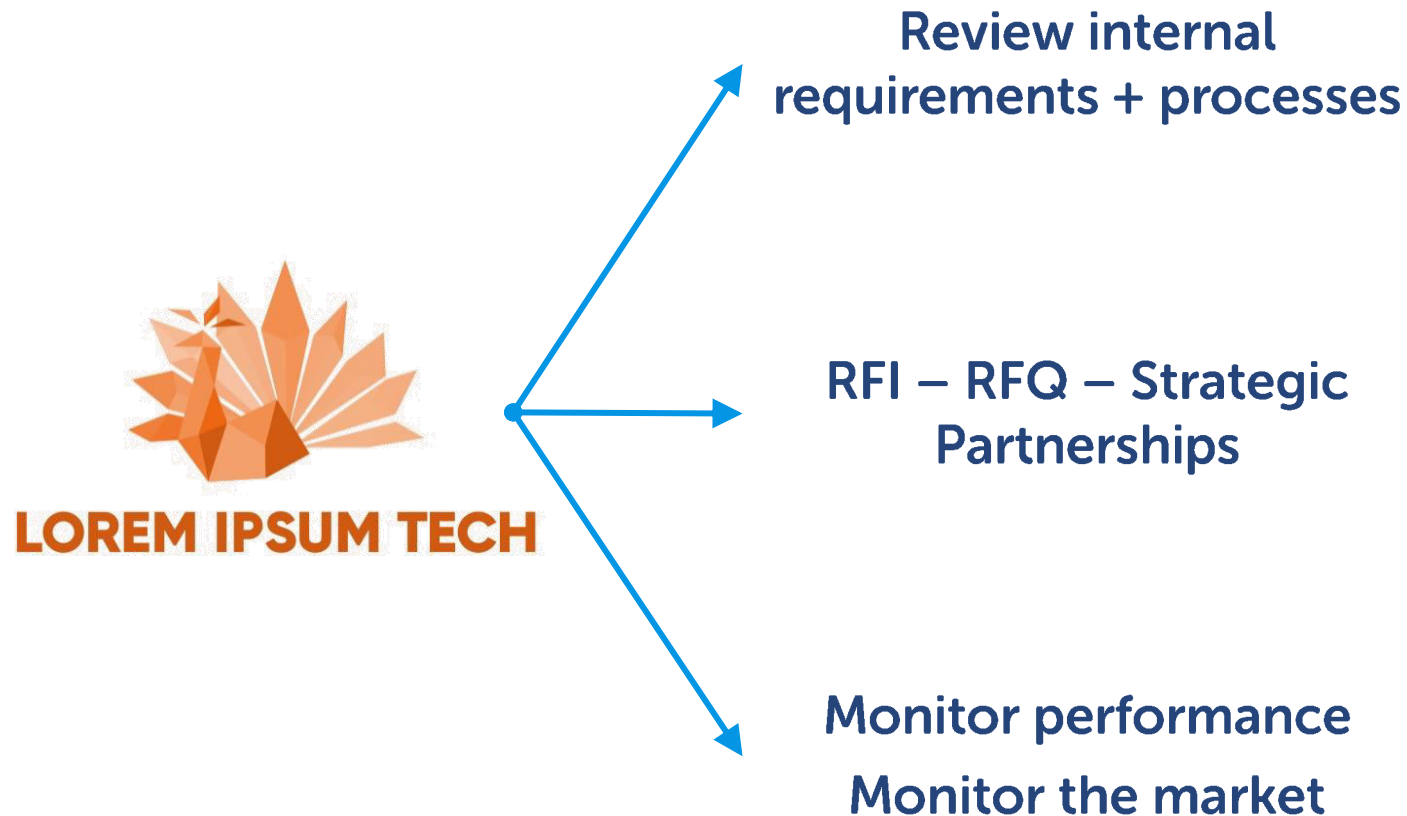 Review internal
requirements + processes
RFI – RFQ – Strategic
Partnerships
LOREM IPSUM TECH
Monitor performance
Monitor the market